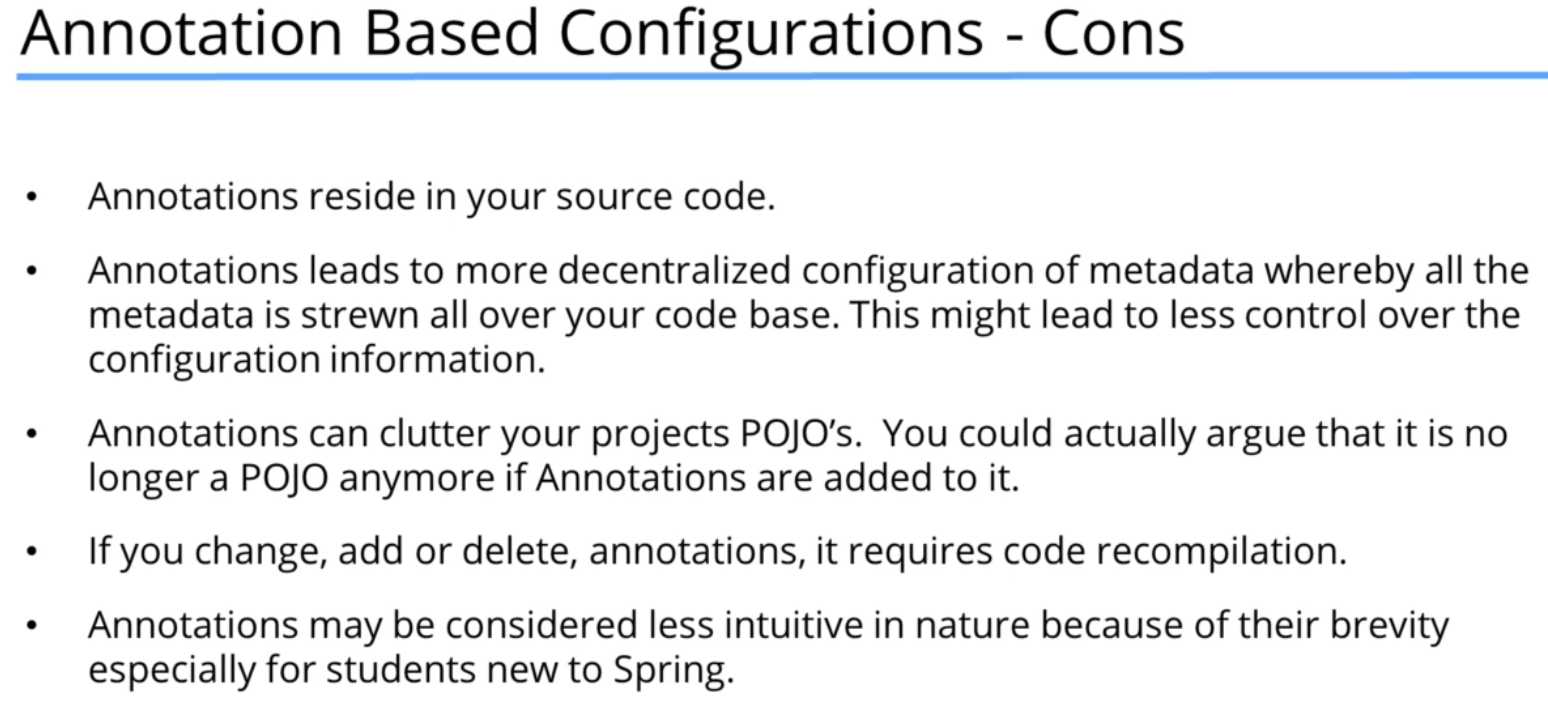 Annotation Based Configurations - Cons
• Annotations reside in your source code.
• Annotations leads to more decentralized configuration of metadata whereby all the
metadata is strewn all over your code base. This might lead to less control over the
configuration information.
• Annotations can clutter your projects POJO’s.  You could actually argue that it is no
longer a POJO anymore if Annotations are added to it.
• If you change, add or delete, annotations, it requires code recompilation.
• Annotations may be considered less intuitive in nature because of their brevity
especially for students new to Spring.